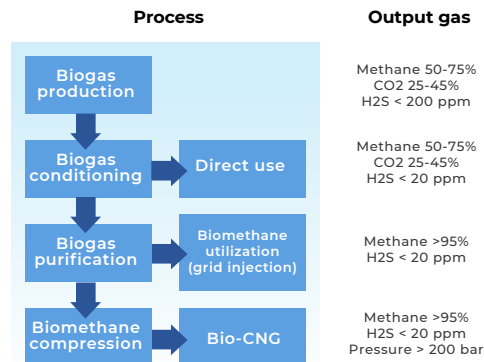 Process
Output gas
Biogas
production
Methane 50-75%
CO2 25-45%
H2S < 200 ppm
Biogas
conditioning
Direct use
Methane 50-75%
CO2 25-45%
H2S < 20 ppm
Biogas
purification
Biomethane
utilization
(grid injection)
Methane >95%
H2S < 20 ppm
Biomethane
compression
Bio-CNG
Methane >95%
H2S < 20 ppm
Pressure > 200 bar